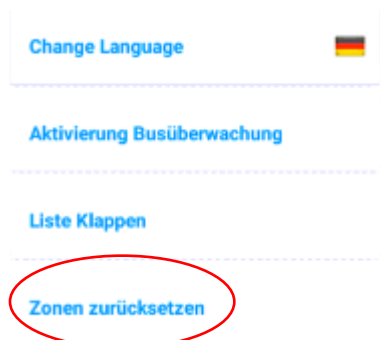 Change Language
Aktivierung Busüberwachung
Liste Klappen
Zonen zurücksetzen